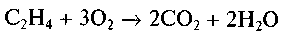 C₂H₄ + 3O₂ → 2CO₂ + 2H₂O